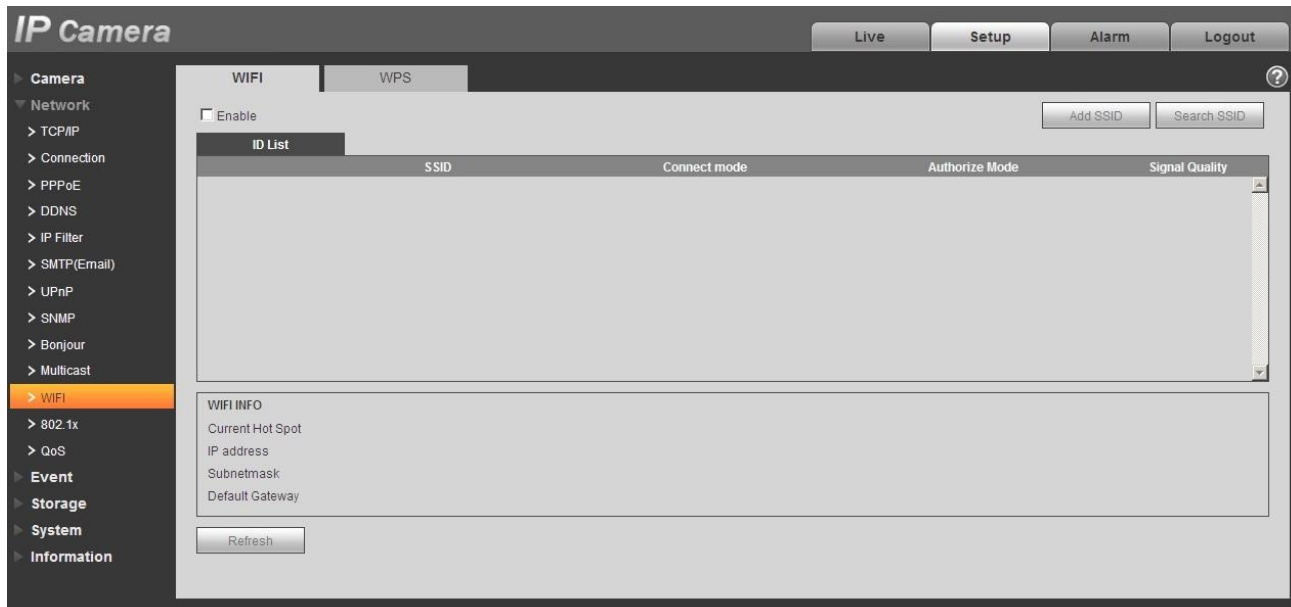 IP Camera
Live Setup Alarm Logout
Camera
Network
> TCP/IP
> Connection
> PPPoE
> DDNS
> IP Filter
> SMTP(Email)
> UPnP
> SNMP
> Bonjour
> Multicast
> WIFI
> 802.1x
> QoS
Event
Storage
System
Information
WIFI WPS ?
Enable Add SSID Search SSID
ID List
SSID Connect mode Authorize Mode Signal Quality
WIFI INFO
Current Hot Spot
IP address
Subnetmask
Default Gateway
Refresh